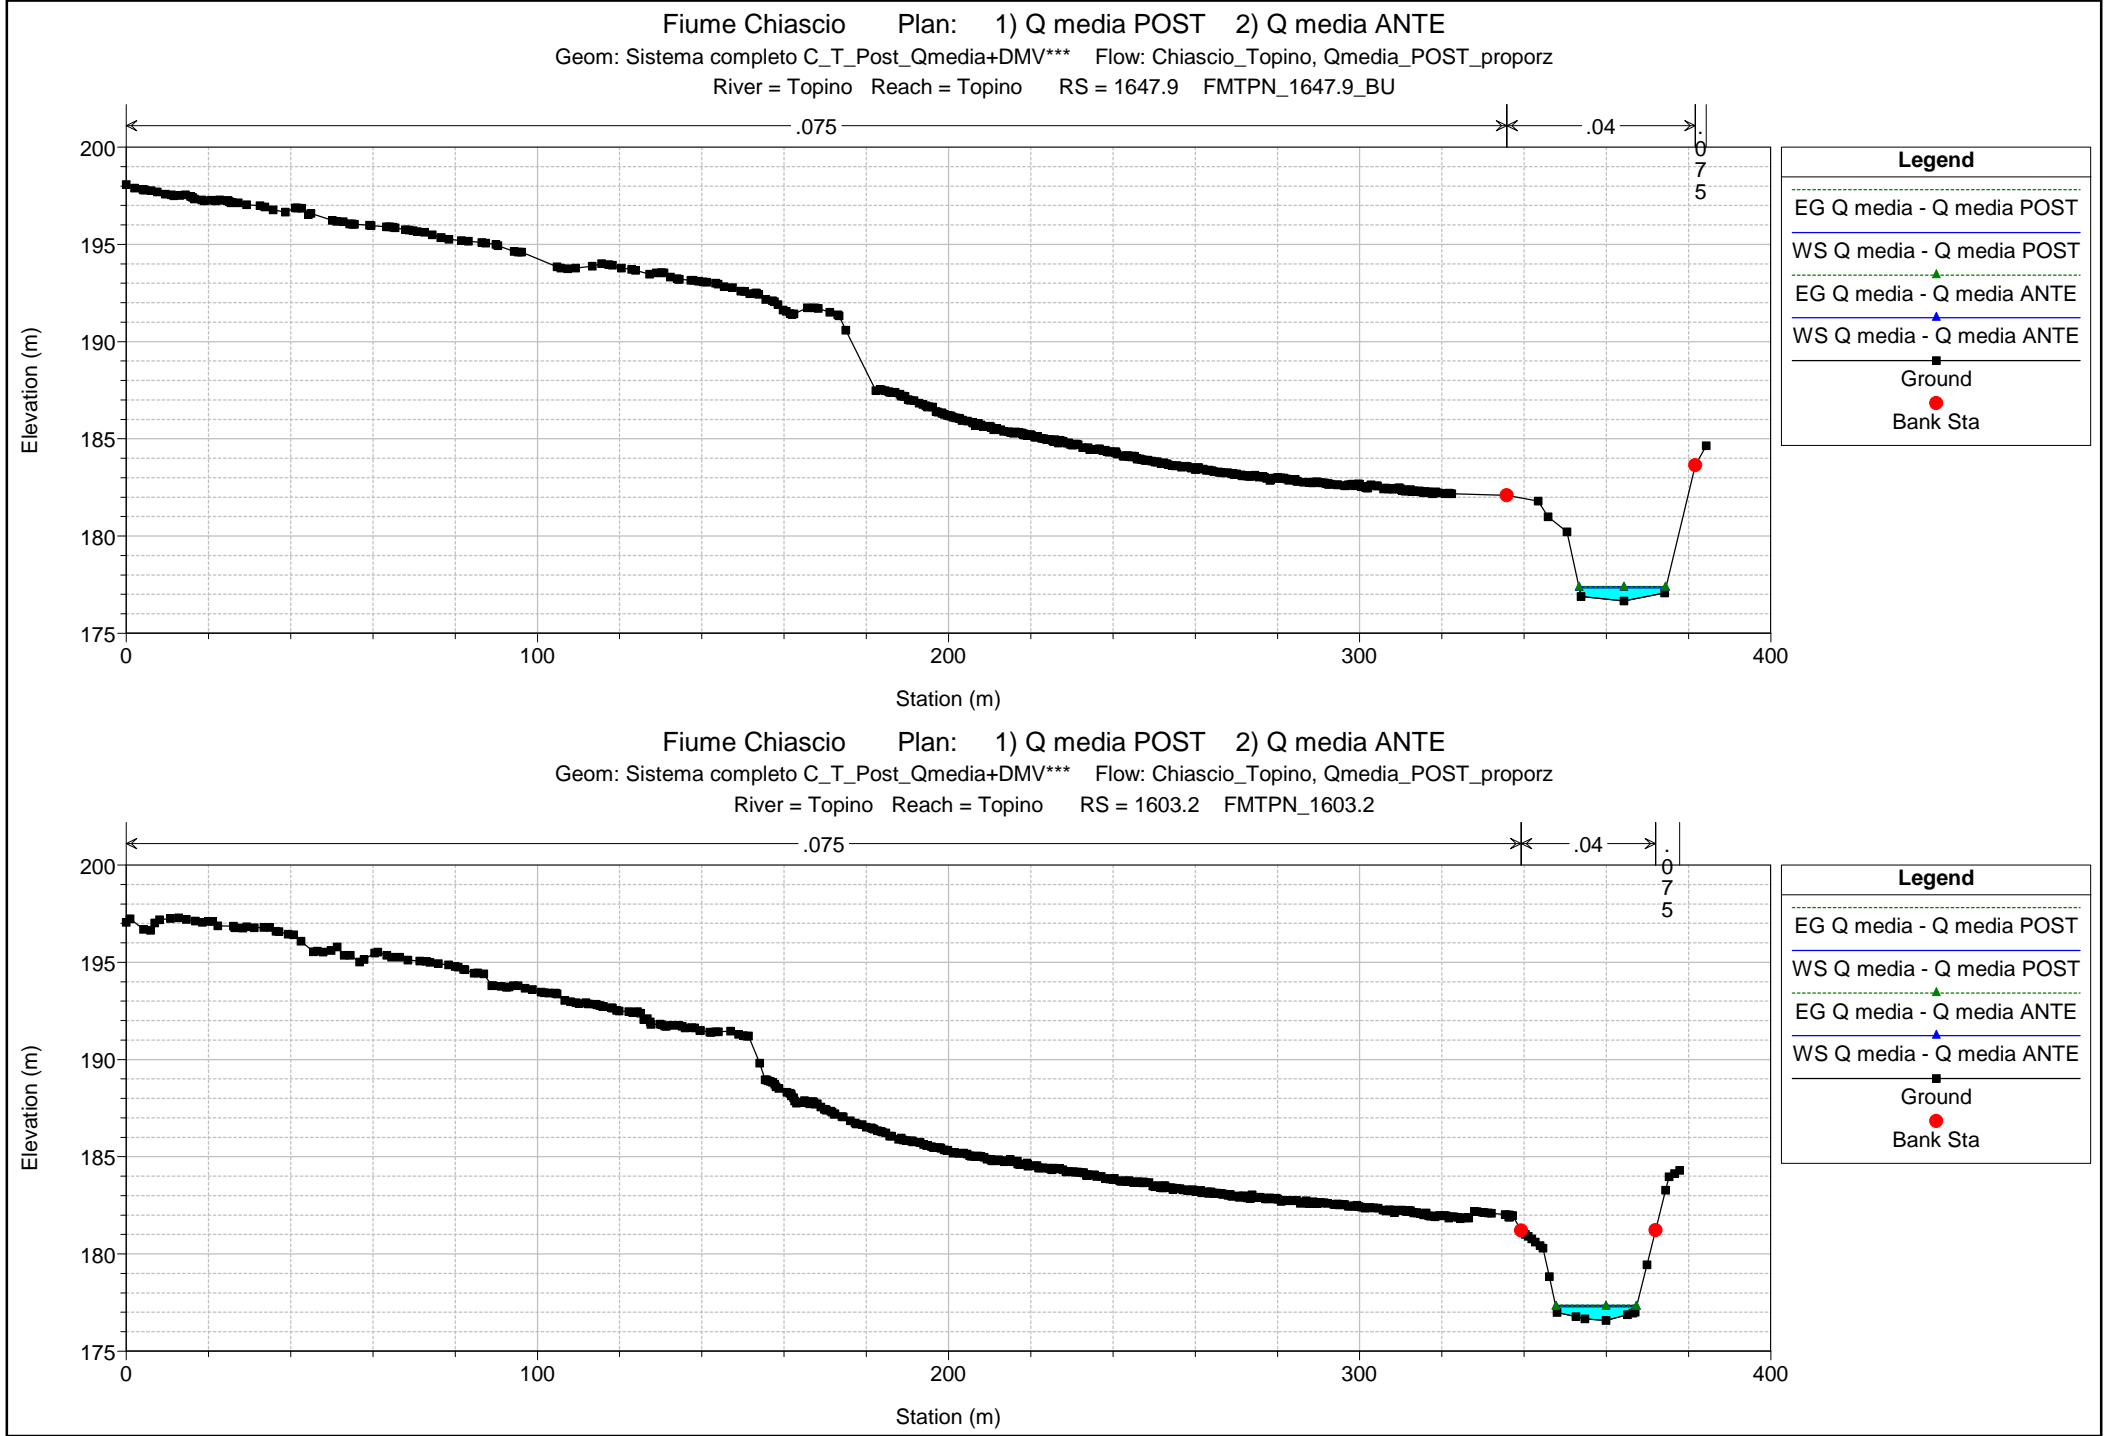 Fiume Chiascio Plan: 1) Q media POST 2) Q media ANTE
Geom: Sistema completo C_T_Post_Qmedia+DMV*** Flow: Chiascio_Topino, Qmedia_POST_proporz
River = Topino Reach = Topino RS = 1647.9 FMTPN_1647.9_BU
.075
.04
.075
200
195
190
185
180
175
Elevation (m)
0
100
200
300
400
Station (m)
Legend
EG Q media - Q media POST
WS Q media - Q media POST
EG Q media - Q media ANTE
WS Q media - Q media ANTE
Ground
Bank Sta
Fiume Chiascio Plan: 1) Q media POST 2) Q media ANTE
Geom: Sistema completo C_T_Post_Qmedia+DMV*** Flow: Chiascio_Topino, Qmedia_POST_proporz
River = Topino Reach = Topino RS = 1603.2 FMTPN_1603.2
.075
.04
.075
200
195
190
185
180
175
Elevation (m)
0
100
200
300
400
Station (m)
Legend
EG Q media - Q media POST
WS Q media - Q media POST
EG Q media - Q media ANTE
WS Q media - Q media ANTE
Ground
Bank Sta